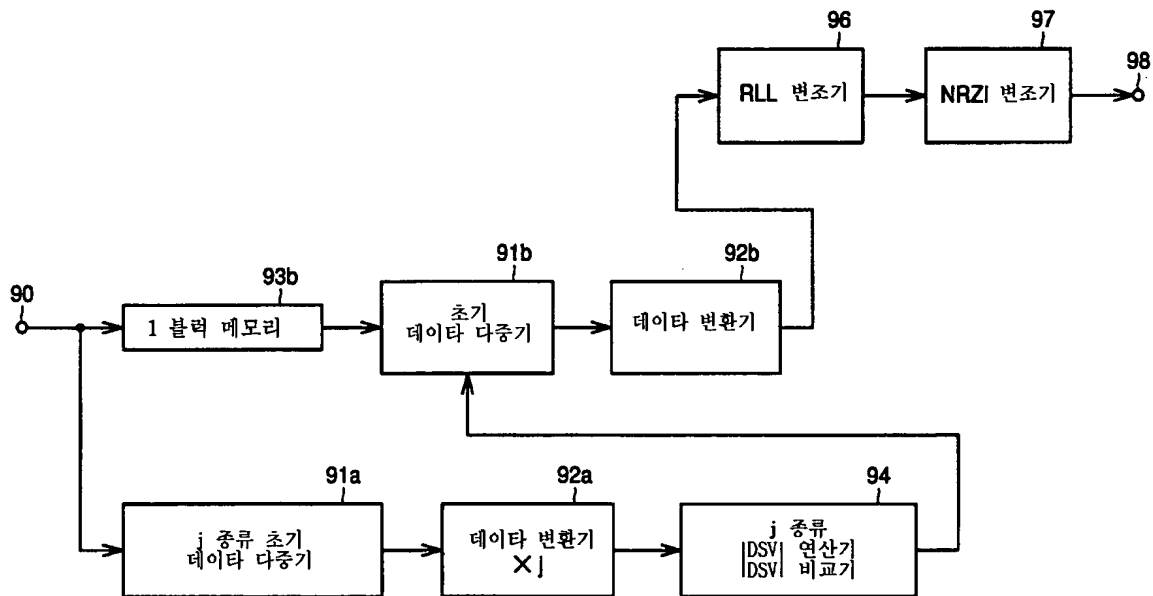 96
97
98
RLL 변조기
NRZI 변조기
91b
92b
93b
90
1 블럭 메모리
초기
데이타 다중기
데이타 변환기
91a
92a
94
j 종류 초기
데이타 다중기
데이타 변환기
×j
j 종류
|DSV| 연산기
|DSV| 비교기